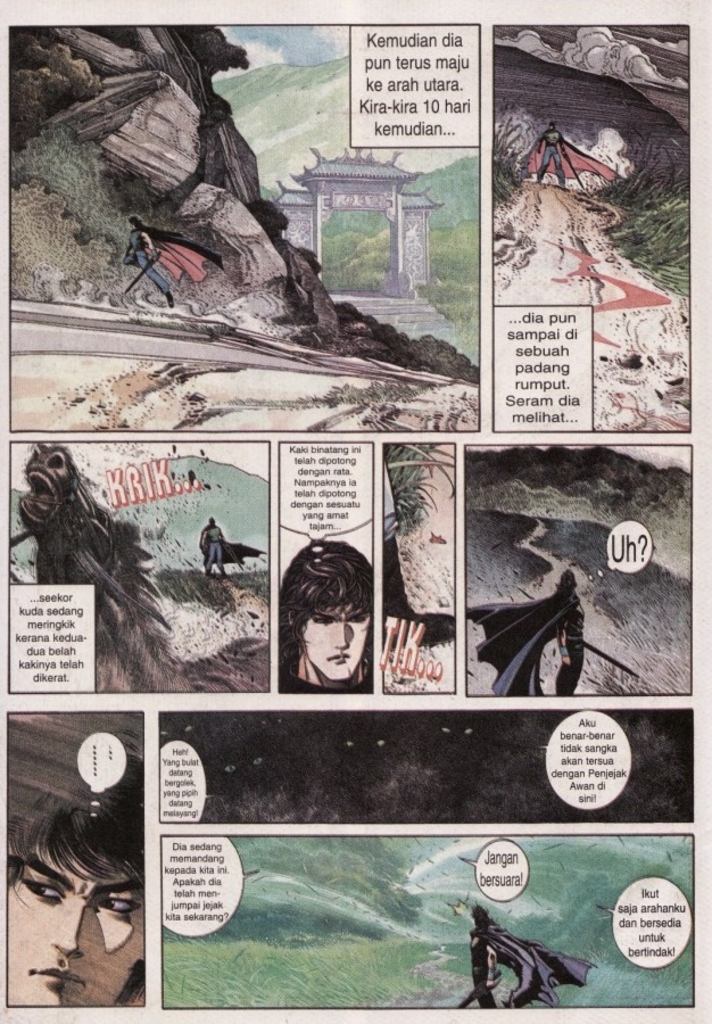 Kemudian dia
pun terus maju
ke arah utara.
Kira-kira 10 hari
kemudian...
...dia pun
sampai di
sebuah
padang
rumput.
Seram dia
melihat...
KRIK...
...seekor
kuda sedang
meringkik
kerana kedua-
dua belah
kakinya telah
dikerat.
Kaki binatang ini
telah dipotong
dengan rata.
Nampaknya ia
telah dipotong
dengan sesuatu
yang amat
tajam...
TIK...
Uh?
......
......
Heh!
Yang bulat
datang
bergolek,
yang pipih
datang
melayang!
Aku
benar-benar
tidak sangka
akan tersua
dengan Penjejak
Awan di
sini!
Dia sedang
memandang
kepada kita ini.
Apakah dia
telah men-
jumpai jejak
kita sekarang?
Jangan
bersuara!
Ikut
saja arahanku
dan bersedia
untuk
bertindak!